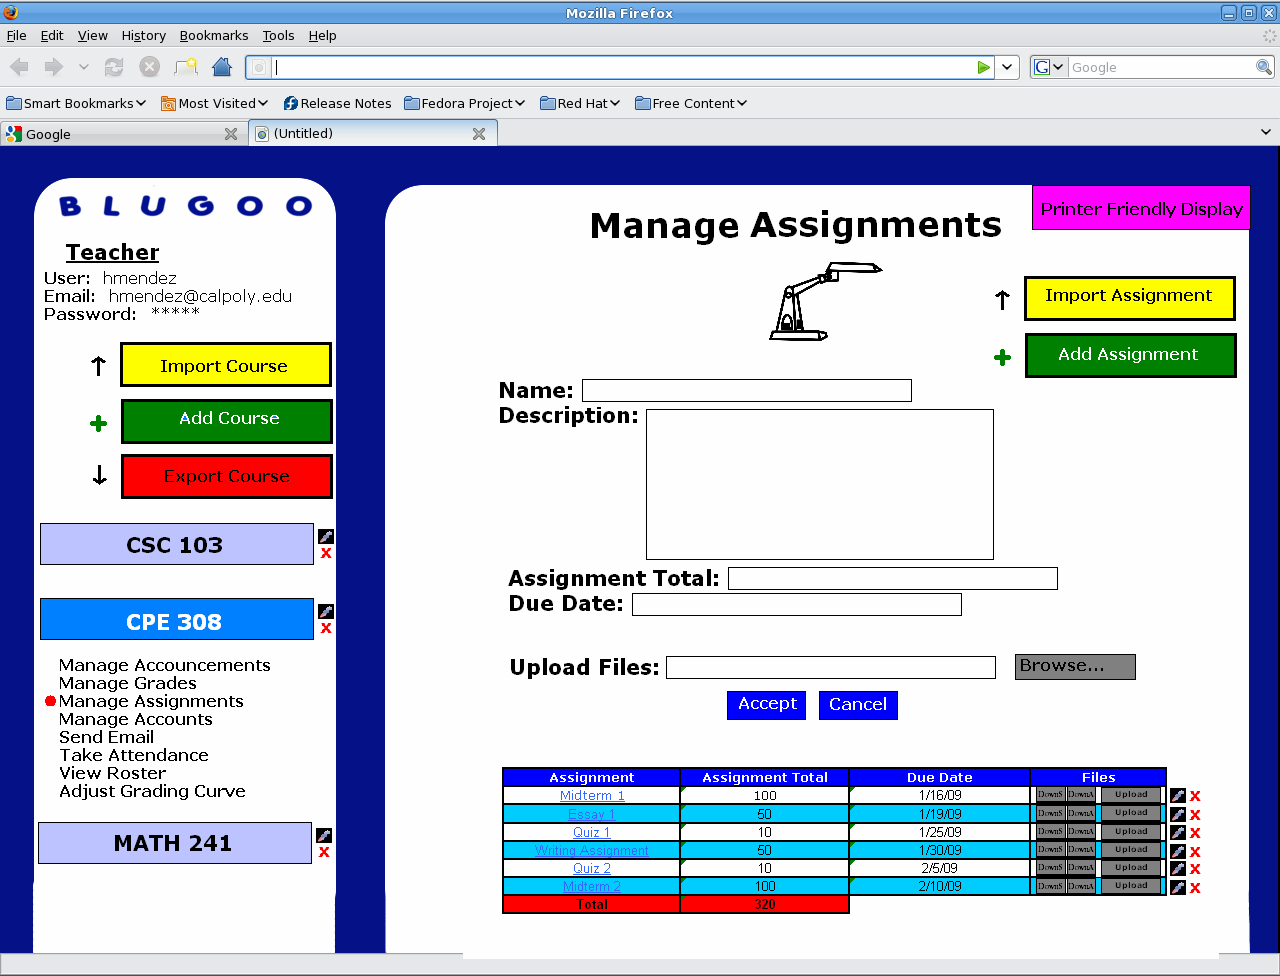 Mozilla Firefox
File Edit View History Bookmarks Tools Help
G Google
Smart Bookmarks Most Visited Release Notes Fedora Project Red Hat Free Content
Google (Untitled)
BLUGOO
Teacher
User: hmendez
Email: hmendez@calpoly.edu
Password: *****
↑ Import Course
+ Add Course
↓ Export Course
CSC 103
X
CPE 308
X
Manage Accouncements
Manage Grades
Manage Assignments
Manage Accounts
Send Email
Take Attendance
View Roster
Adjust Grading Curve
MATH 241
X
Manage Assignments
Printer Friendly Display
↑ Import Assignment
+ Add Assignment
Name:
Description:
Assignment Total:
Due Date:
Upload Files: Browse...
Accept Cancel
Assignment Assignment Total Due Date Files
Midterm 1 100 1/16/09 DownS DownA Upload X
Essay 1 50 1/19/09 DownS DownA Upload X
Quiz 1 10 1/25/09 DownS DownA Upload X
Writing Assignment 50 1/30/09 DownS DownA Upload X
Quiz 2 10 2/5/09 DownS DownA Upload X
Midterm 2 100 2/10/09 DownS DownA Upload X
Total 320